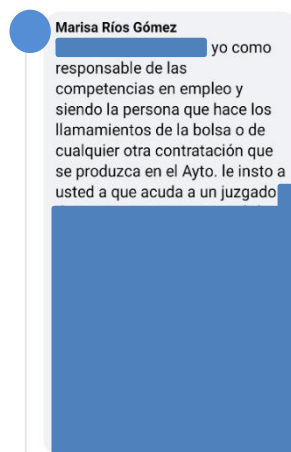 Marisa Ríos Gómez
yo como
responsable de las
competencias en empleo y
siendo la persona que hace los
llamamientos de la bolsa o de
cualquier otra contratación que
se produzca en el Ayto. le insto a
usted a que acuda a un juzgado